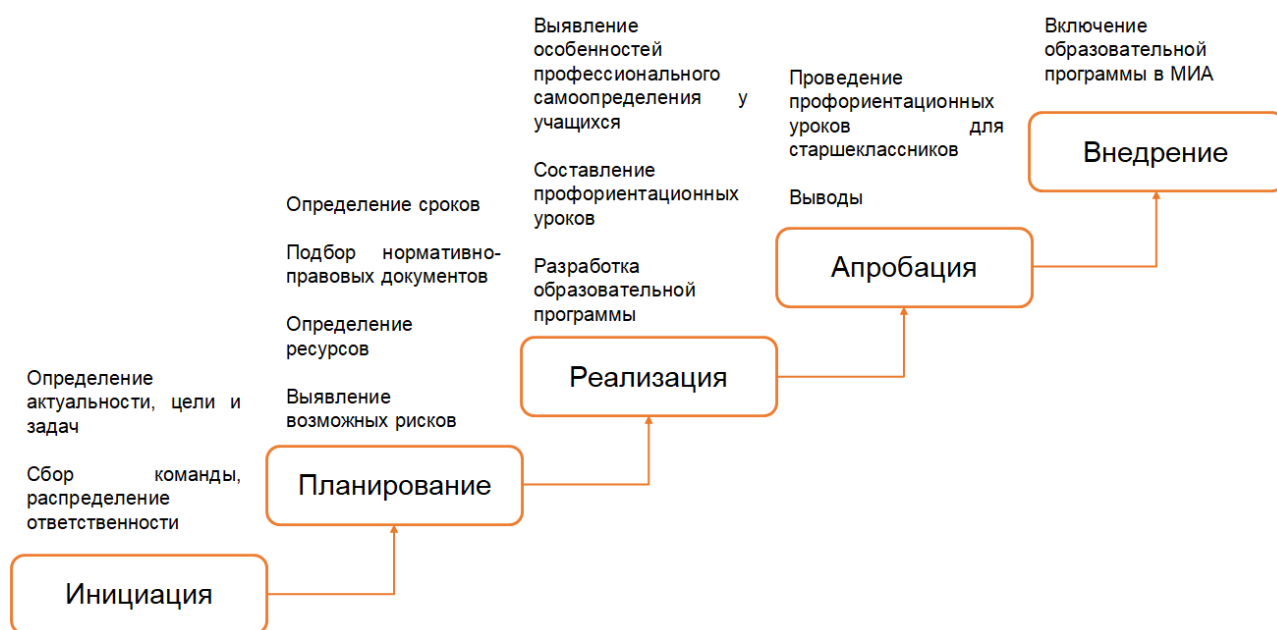 Определение
актуальности, цели и
задач
Сбор команды,
распределение
ответственности
Инициация
Определение сроков
Подбор нормативно-
правовых документов
Определение
ресурсов
Выявление
возможных рисков
Планирование
Выявление
особенностей
профессионального
самоопределения у
учащихся
Составление
профориентационных
уроков
Разработка
образовательной
программы
Реализация
Проведение
профориентационных
уроков для
старшеклассников
Выводы
Апробация
Включение
образовательной
программы в МИА
Внедрение